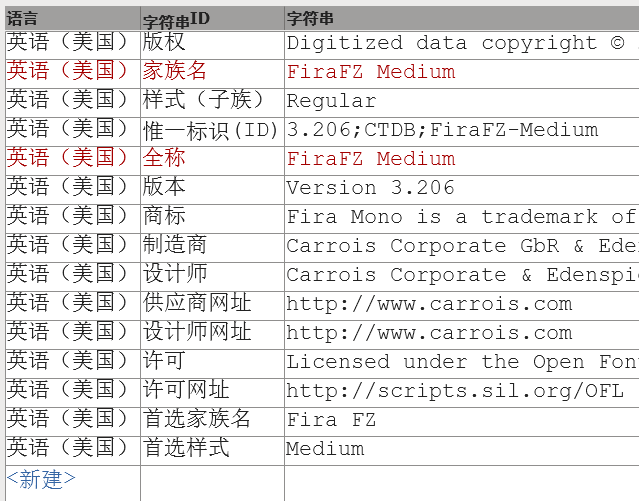 语言 字符串ID 字符串
英语（美国） 版权 Digitized data copyright ©
英语（美国） 家族名 FiraFZ Medium
英语（美国） 样式（子族） Regular
英语（美国） 惟一标识(ID) 3.206;CTDB;FiraFZ-Medium
英语（美国） 全称 FiraFZ Medium
英语（美国） 版本 Version 3.206
英语（美国） 商标 Fira Mono is a trademark of
英语（美国） 制造商 Carrois Corporate GbR & Eden
英语（美国） 设计师 Carrois Corporate & Edenspie
英语（美国） 供应商网址 http://www.carrois.com
英语（美国） 设计师网址 http://www.carrois.com
英语（美国） 许可 Licensed under the Open Font
英语（美国） 许可网址 http://scripts.sil.org/OFL
英语（美国） 首选家族名 Fira FZ
英语（美国） 首选样式 Medium
<新建>